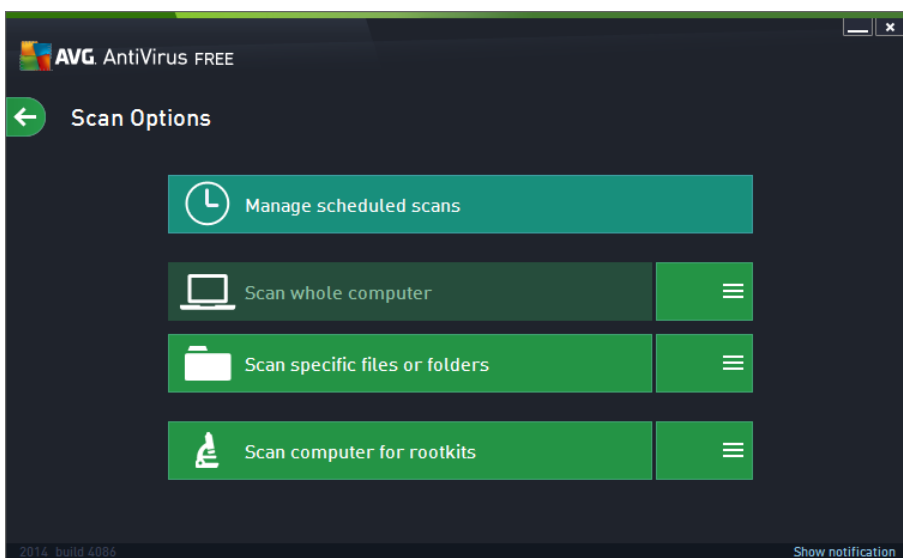 AVG. AntiVirus FREE
Scan Options
Manage scheduled scans
Scan whole computer
Scan specific files or folders
Scan computer for rootkits
2014 build 4086
Show notification